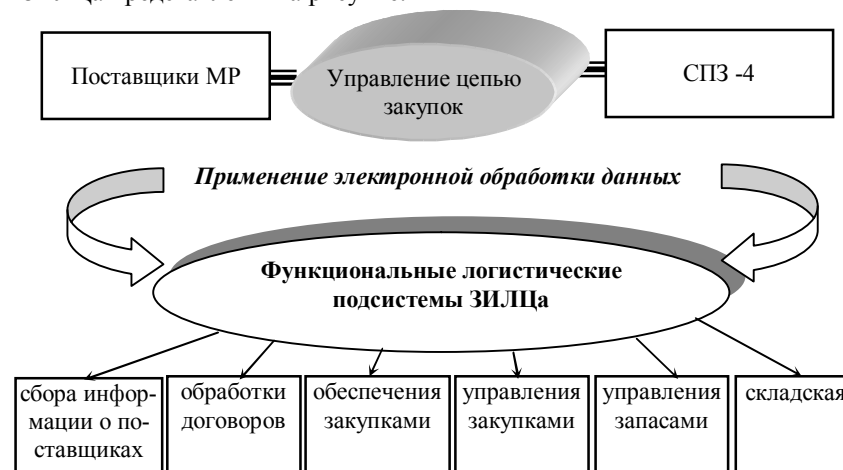 Поставщики МР
Управление цепью
закупок
СПЗ -4
Применение электронной обработки данных
Функциональные логистические
подсистемы ЗИЛЦа
сбора инфор-
мации о по-
ставщиках
обработки
договоров
обеспечения
закупками
управления
закупками
управления
запасами
складская